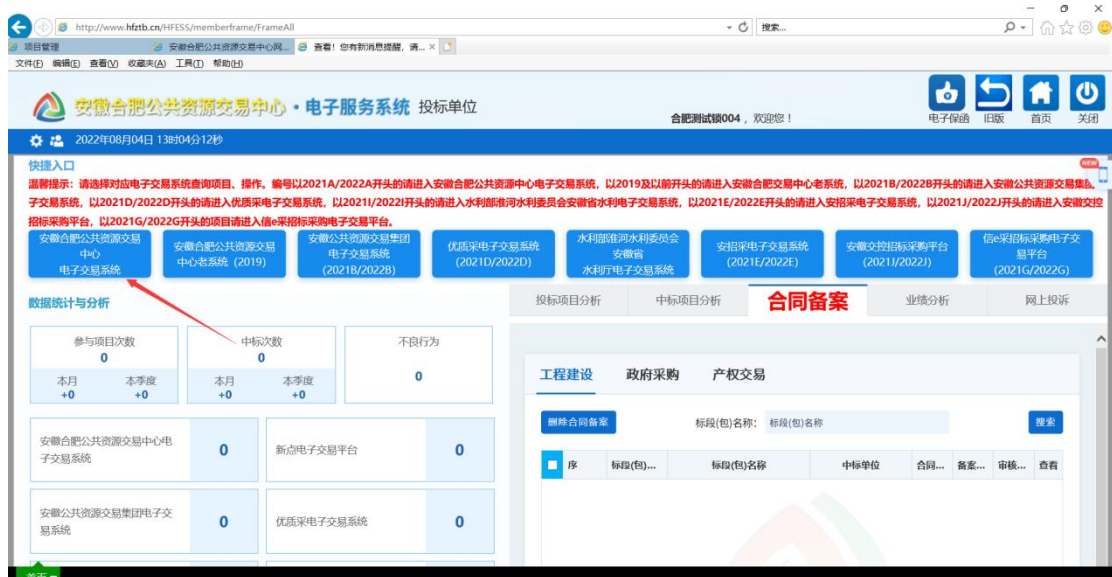 http://www.hfztb.cn/HFESS/memberframe/FrameAll
搜索...
项目管理
安徽合肥公共资源交易中心网...
查看！您有新消息提醒，请...
文件(F) 编辑(E) 查看(V) 收藏夹(A) 工具(T) 帮助(H)
安徽合肥公共资源交易中心·电子服务系统 投标单位
合肥测试锁004，欢迎您！
电子保函 旧版 首页 关闭
2022年08月04日 13时04分12秒
快捷入口
NEW
温馨提示：请选择对应电子交易系统查询项目、操作。编号以2021A/2022A开头的请进入安徽合肥公共资源中心电子交易系统，以2019及以前开头的请进入安徽合肥交易中心老系统，以2021B/2022B开头的请进入安徽公共资源交易集团
子交易系统，以2021D/2022D开头的请进入优质采电子交易系统，以2021I/2022I开头的请进入水利部淮河水利委员会安徽省水利电子交易系统，以2021E/2022E开头的请进入安招采电子交易系统，以2021J/2022J开头的请进入安徽交控
招标采购平台，以2021G/2022G开头的项目请进入信e采招标采购电子交易平台。
安徽合肥公共资源交易
中心
电子交易系统
安徽合肥公共资源交易
中心老系统（2019）
安徽公共资源交易集团
电子交易系统
(2021B/2022B)
优质采电子交易系统
(2021D/2022D)
水利部淮河水利委员会
安徽省
水利厅电子交易系统
安招采电子交易系统
(2021E/2022E)
安徽交控招标采购平台
(2021J/2022J)
信e采招标采购电子交
易平台
(2021G/2022G)
数据统计与分析
投标项目分析 中标项目分析 合同备案 业绩分析 网上投诉
参与项目次数
0
本月 本季度
+0 +0
中标次数
0
本月 本季度
+0 +0
不良行为
0
工程建设 政府采购 产权交易
删除合同备案 标段(包)名称： 标段(包)名称 搜索
序 标段(包)... 标段(包)名称 中标单位 合同... 备案... 审核... 查看
安徽合肥公共资源交易中心电
子交易系统
0
新点电子交易平台
0
安徽公共资源交易集团电子交
易系统
0
优质采电子交易系统
0